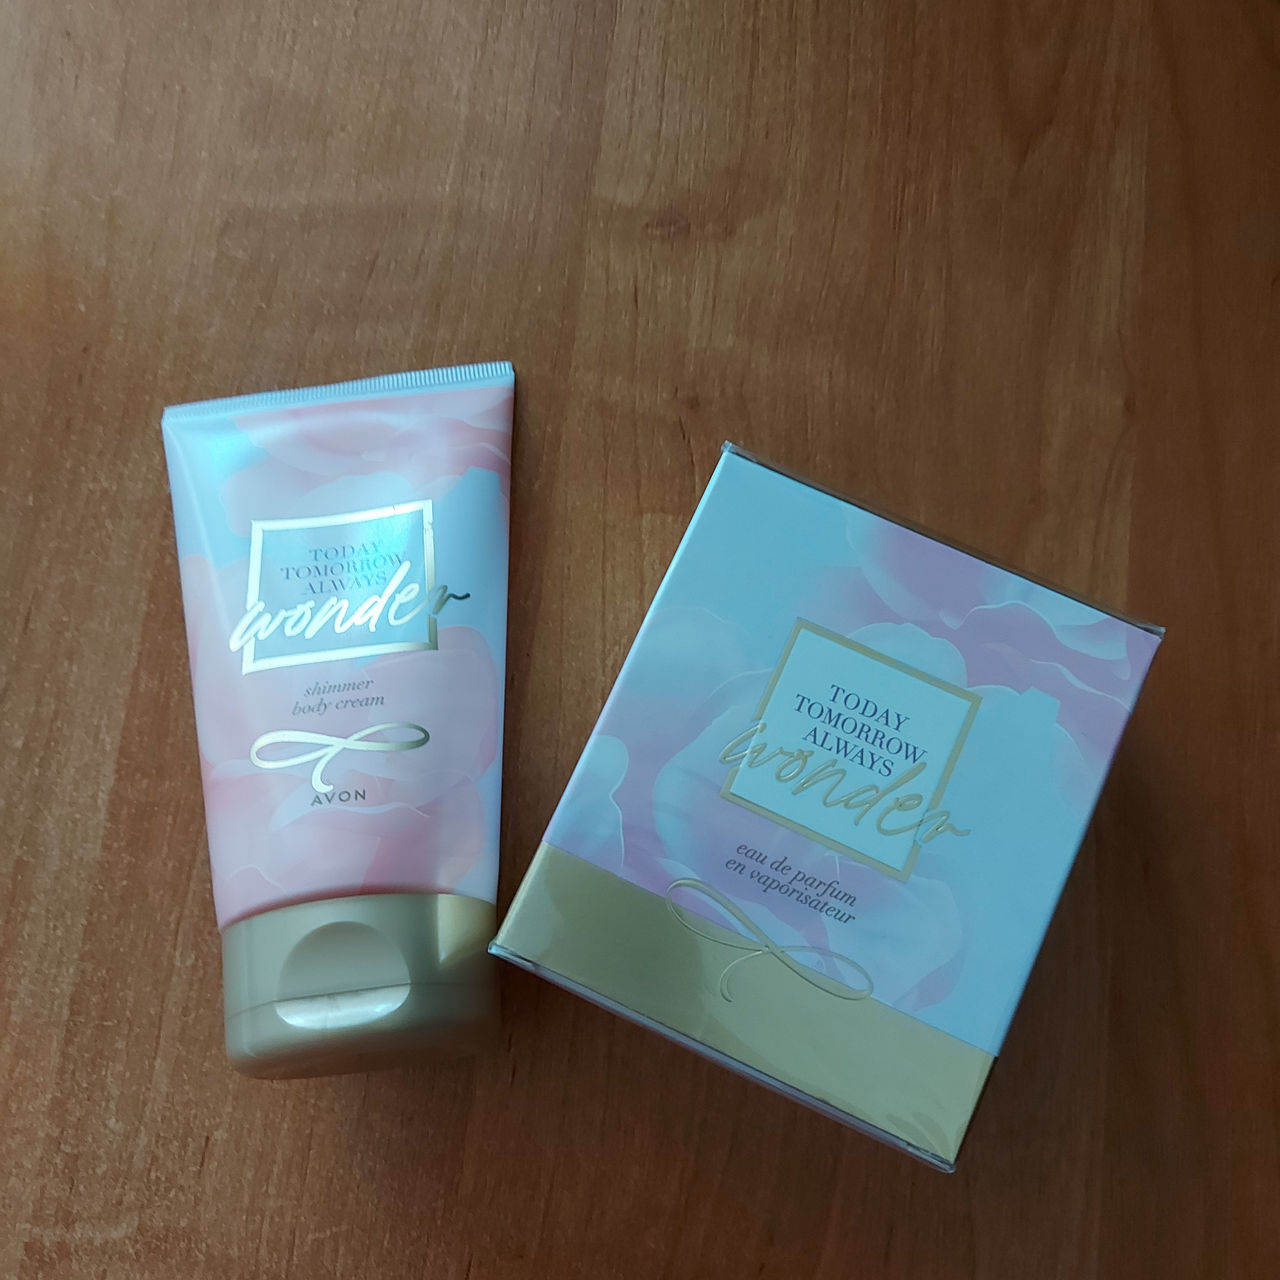 TODAY
TOMORROW
ALWAYS
wonder
shimmer
body cream
AVON
TODAY
TOMORROW
ALWAYS
wonder
eau de parfum
en vaporisateur